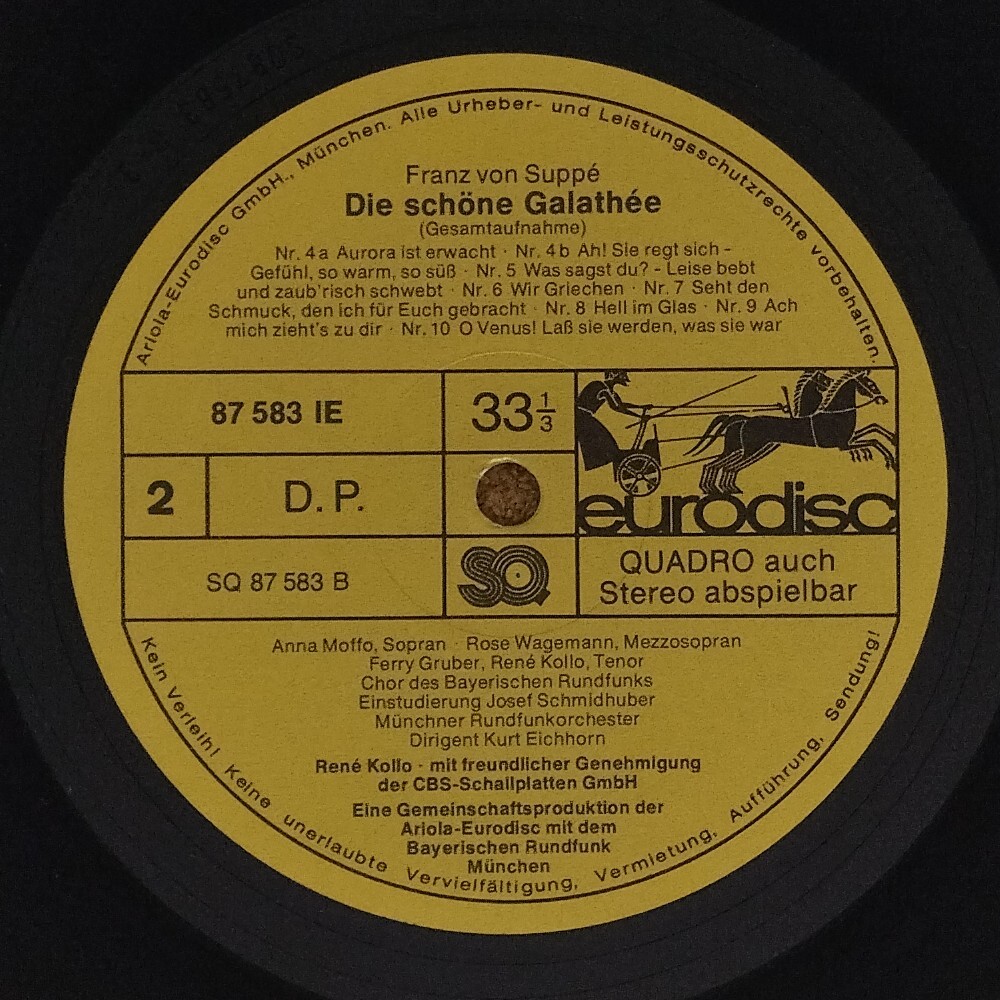 Ariola-Eurodisc GmbH., München. Alle Urheber- und Leistungsschutzrechte vorbehalten.
Franz von Suppé
Die schöne Galathée
(Gesamtaufnahme)
Nr. 4a Aurora ist erwacht · Nr. 4b Ah! Sie regt sich -
Gefühl, so warm, so süß · Nr. 5 Was sagst du? - Leise bebt
und zaub'risch schwebt · Nr. 6 Wir Griechen · Nr. 7 Seht den
Schmuck, den ich für Euch gebracht · Nr. 8 Hell im Glas · Nr. 9 Ach
mich zieht's zu dir · Nr. 10 O Venus! Laß sie werden, was sie war
87 583 IE
33 1/3
2
D. P.
eurodisc
SQ 87 583 B
SQ
QUADRO auch
Stereo abspielbar
Anna Moffo, Sopran · Rose Wagemann, Mezzosopran
Ferry Gruber, René Kollo, Tenor
Chor des Bayerischen Rundfunks
Einstudierung Josef Schmidhuber
Münchner Rundfunkorchester
Dirigent Kurt Eichhorn
René Kollo · mit freundlicher Genehmigung
der CBS-Schallplatten GmbH
Eine Gemeinschaftsproduktion der
Ariola-Eurodisc mit dem
Bayerischen Rundfunk
München
Kein Verleih! Keine unerlaubte Vervielfältigung, Vermietung, Aufführung, Sendung!